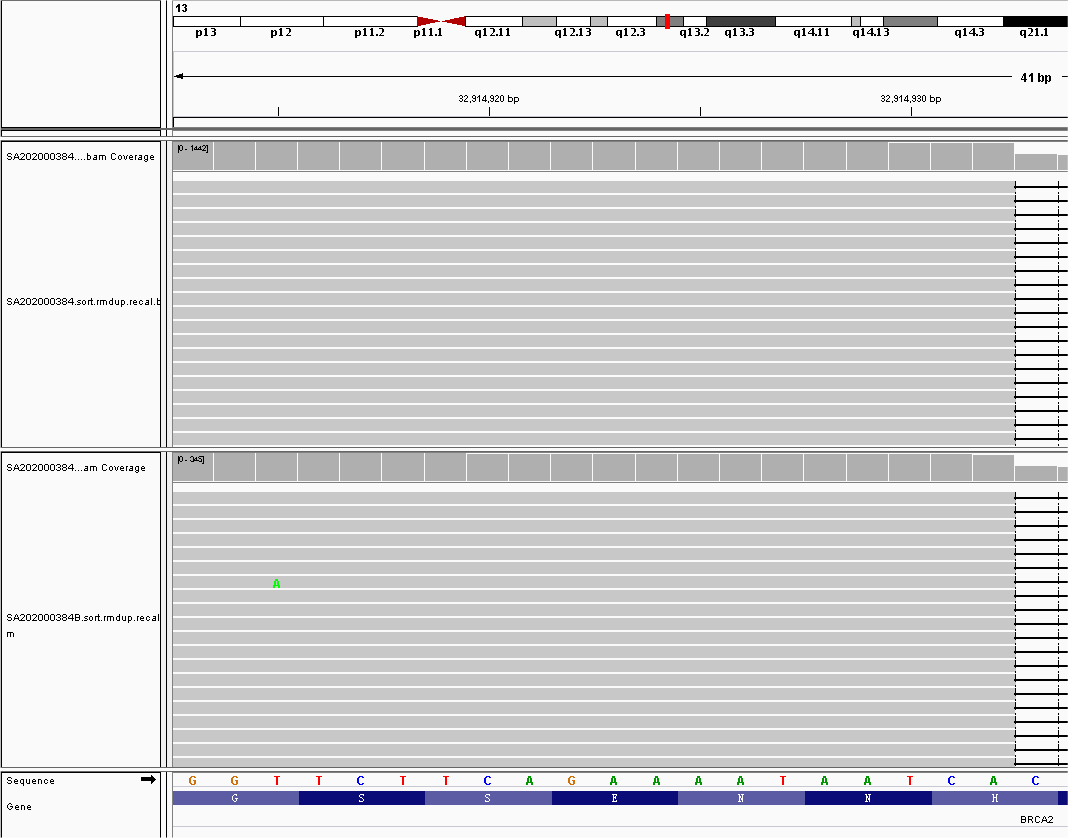 13
p13 p12 p11.2 p11.1 q12.11 q12.13 q12.3 q13.2 q13.3 q14.11 q14.13 q14.3 q21.1
41 bp
32,914,920 bp 32,914,930 bp
SA202000384....bam Coverage
[0 - 1442]
SA202000384.sort.rmdup.recal.b
SA202000384...am Coverage
[0 - 345]
A
SA202000384B.sort.rmdup.recal
m
Sequence
G G T T C T T C A G A A A A T A A T C A C
Gene
G S S E N N H
BRCA2